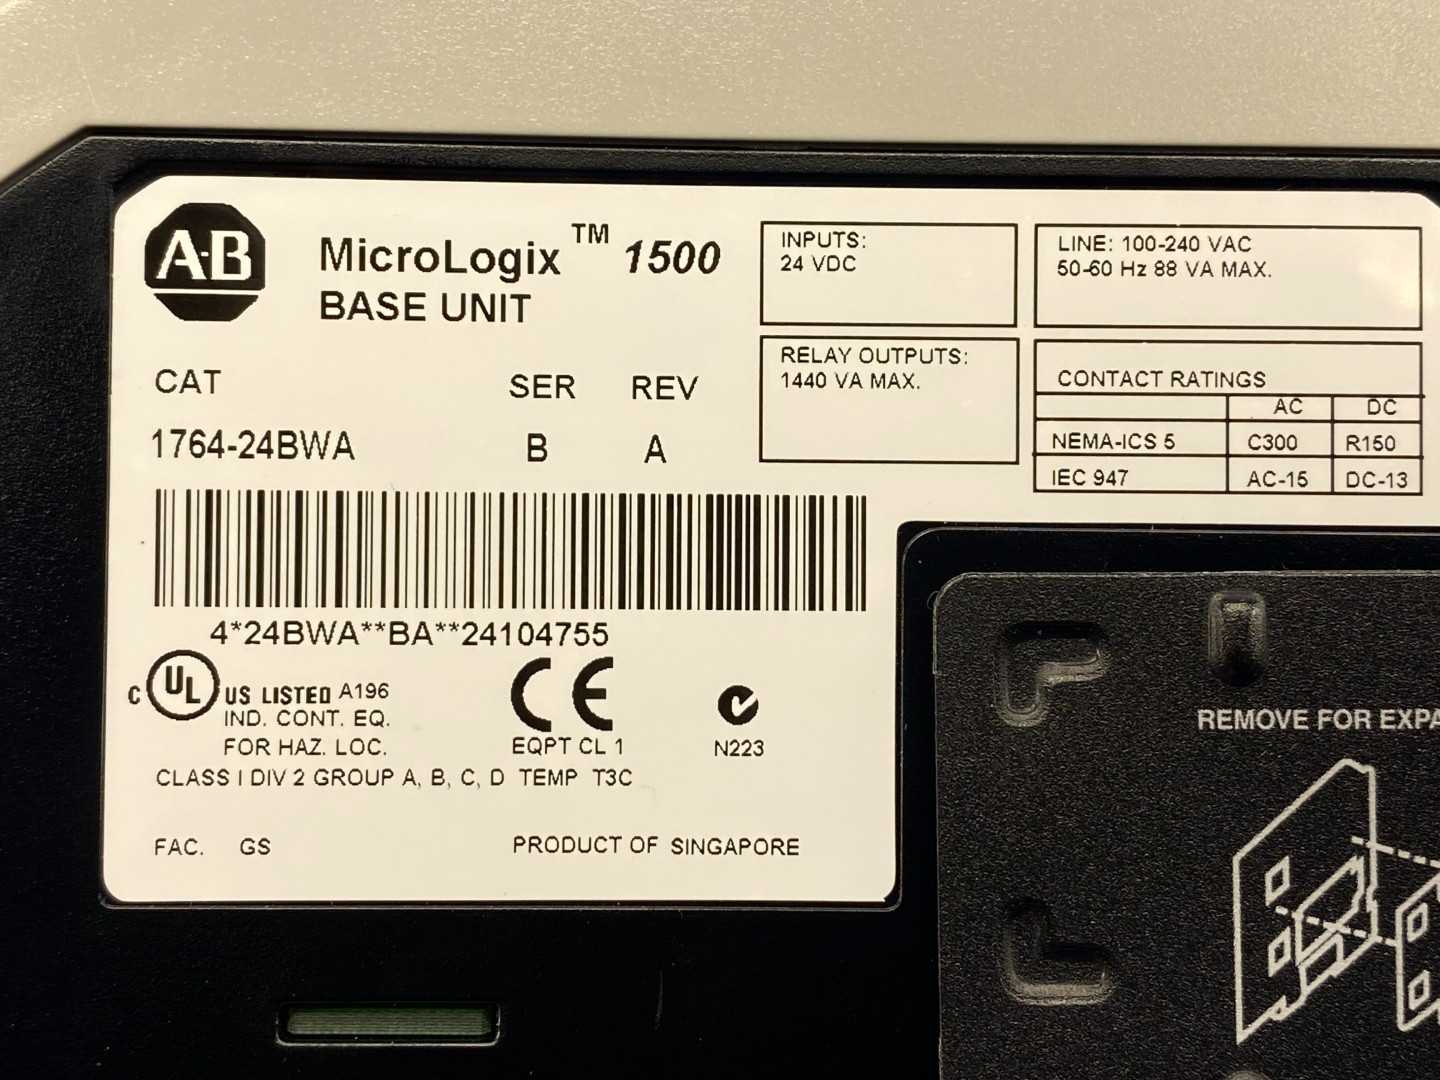 A-B
MicroLogix™ 1500
BASE UNIT
CAT SER REV
1764-24BWA B A
4*24BWA**BA**24104755
C UL US LISTED A196
IND. CONT. EQ.
FOR HAZ. LOC.
CE
EQPT CL 1
N223
CLASS I DIV 2 GROUP A, B, C, D TEMP T3C
FAC. GS
PRODUCT OF SINGAPORE
INPUTS:
24 VDC
RELAY OUTPUTS:
1440 VA MAX.
LINE: 100-240 VAC
50-60 Hz 88 VA MAX.
CONTACT RATINGS
AC DC
NEMA-ICS 5 C300 R150
IEC 947 AC-15 DC-13
REMOVE FOR EXPA